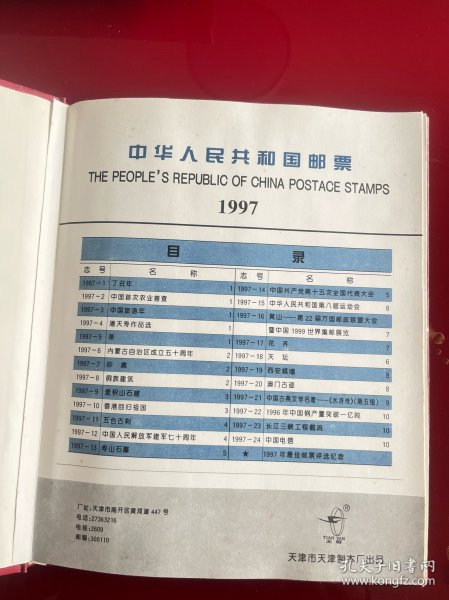 中华人民共和国邮票
THE PEOPLE'S REPUBLIC OF CHINA POSTACE STAMPS
1997
目 录
志 号 名 称
1997-1 丁丑年 1
1997-2 中国首次农业普查 1
1997-3 中国旅游年 1
1997-4 潘天寿作品选 1
1997-5 茶 1
1997-6 内蒙古自治区成立五十周年 2
1997-7 珍禽 2
1997-8 侗族建筑 2
1997-9 麦积山石窟 3
1997-10 香港回归祖国 3
1997-11 五台古刹 4
1997-12 中国人民解放军建军七十周年 4
1997-13 寿山石雕 5
志 号 名 称
1997-14 中国共产党第十五次全国代表大会 5
1997-15 中华人民共和国第八届运动会 6
1997-16 黄山——第22届万国邮政联盟大会
暨中国1999世界集邮展览 7
1997-17 花卉 7
1997-18 天坛 6
1997-19 西安城墙 8
1997-20 澳门古迹 8
1997-21 中国古典文学名著——《水浒传》(第五组) 9
1997-22 1996年中国钢产量突破一亿吨 10
1997-23 长江三峡工程截流 10
1997-24 中国电信 10
★ 1997年最佳邮票评选纪念
厂址:天津市南开区黄河道447号
电话:27363216
电挂:2609
邮编:300110
TIAN YAN
天津市天津制本厂出品
孔夫子旧书网
kongfz.com